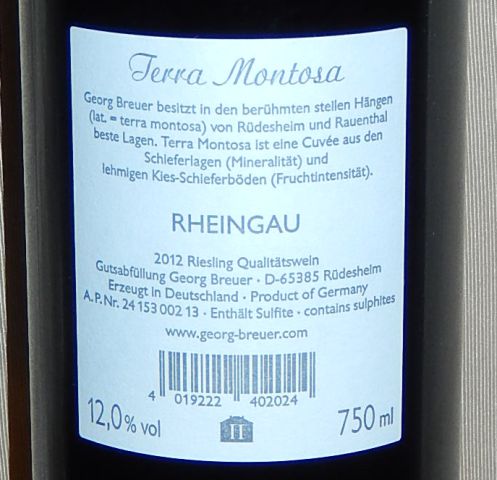 Terra Montosa
Georg Breuer besitzt in den berühmten steilen Hängen
(lat. = terra montosa) von Rüdesheim und Rauenthal
beste Lagen. Terra Montosa ist eine Cuvée aus den
Schieferlagen (Mineralität) und
lehmigen Kies-Schieferböden (Fruchtintensität).
RHEINGAU
2012 Riesling Qualitätswein
Gutsabfüllung Georg Breuer · D-65385 Rüdesheim
Erzeugt in Deutschland · Product of Germany
A.P.Nr. 24 153 002 13 · Enthält Sulfite · contains sulphites
www.georg-breuer.com
4 019222 402024
12,0% vol
750 ml